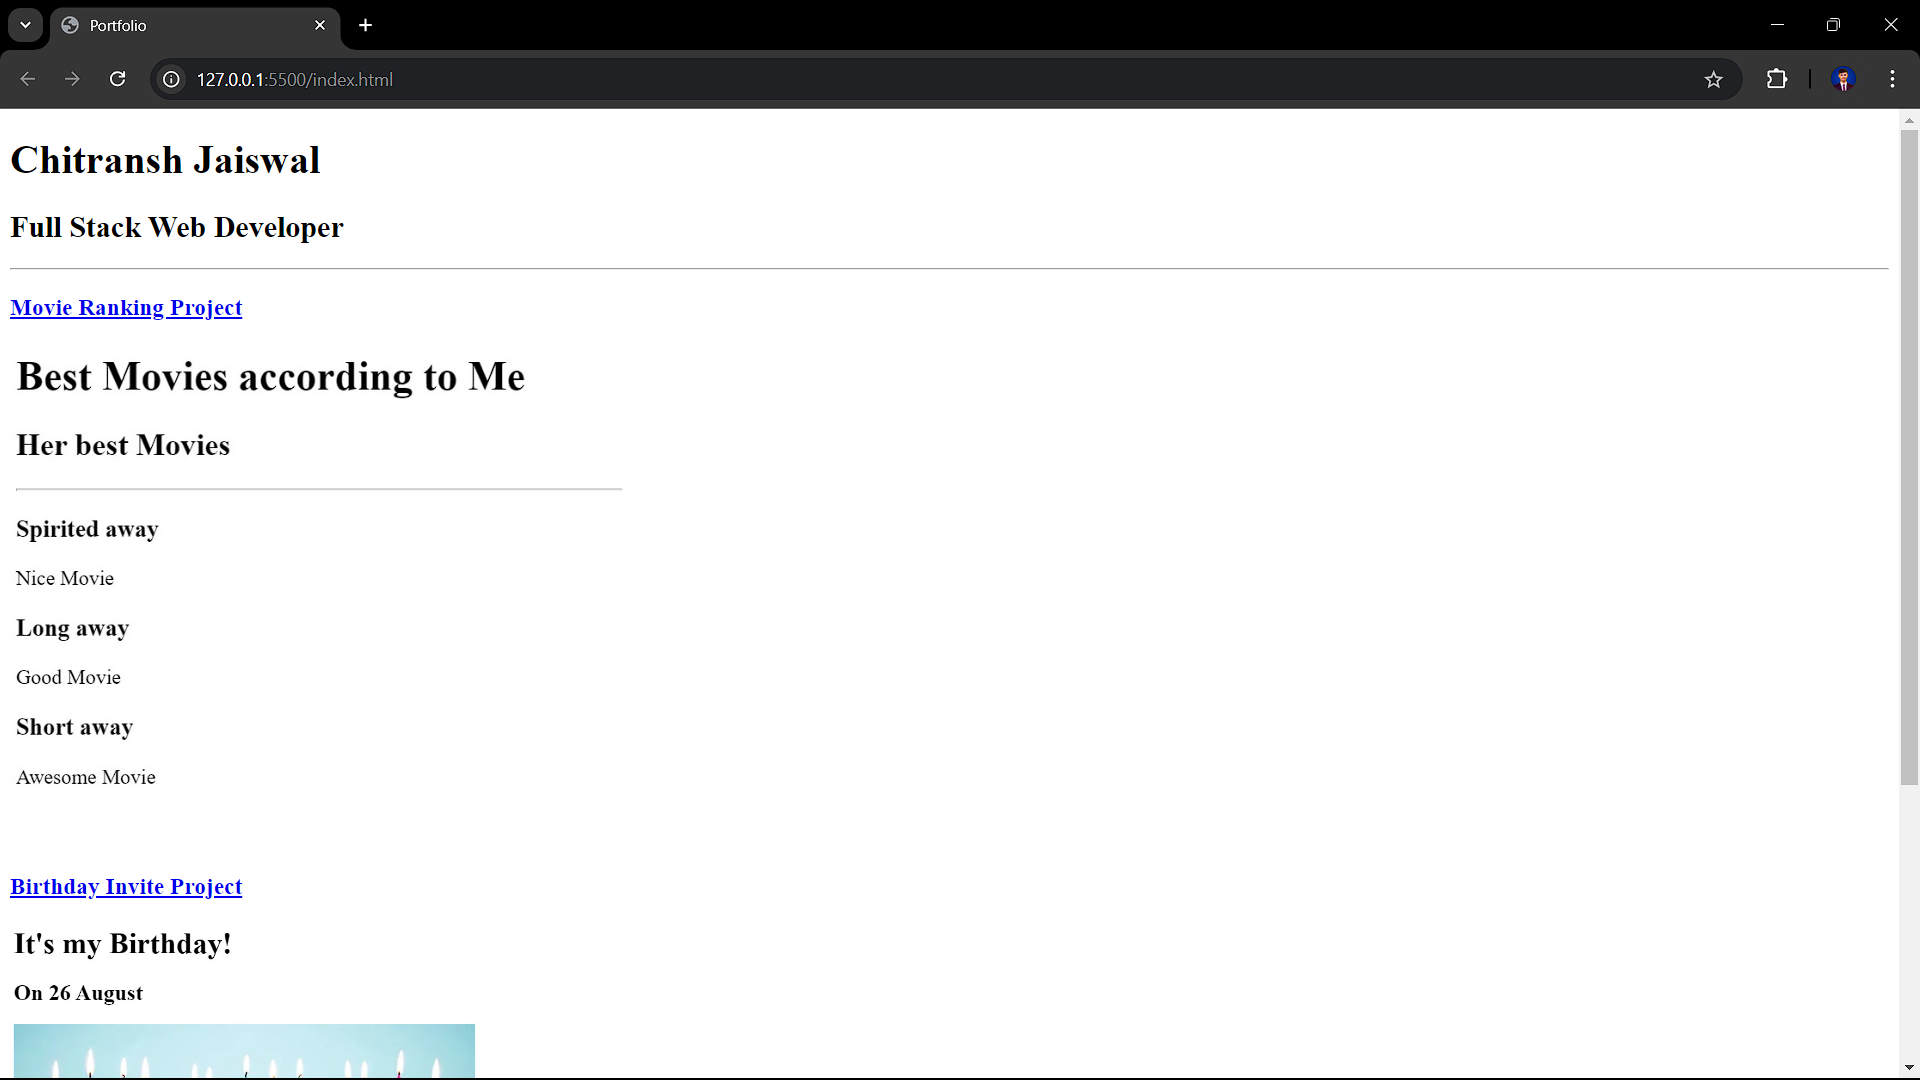 Portfolio
127.0.0.1:5500/index.html
Chitransh Jaiswal
Full Stack Web Developer
Movie Ranking Project
Best Movies according to Me
Her best Movies
Spirited away
Nice Movie
Long away
Good Movie
Short away
Awesome Movie
Birthday Invite Project
It's my Birthday!
On 26 August